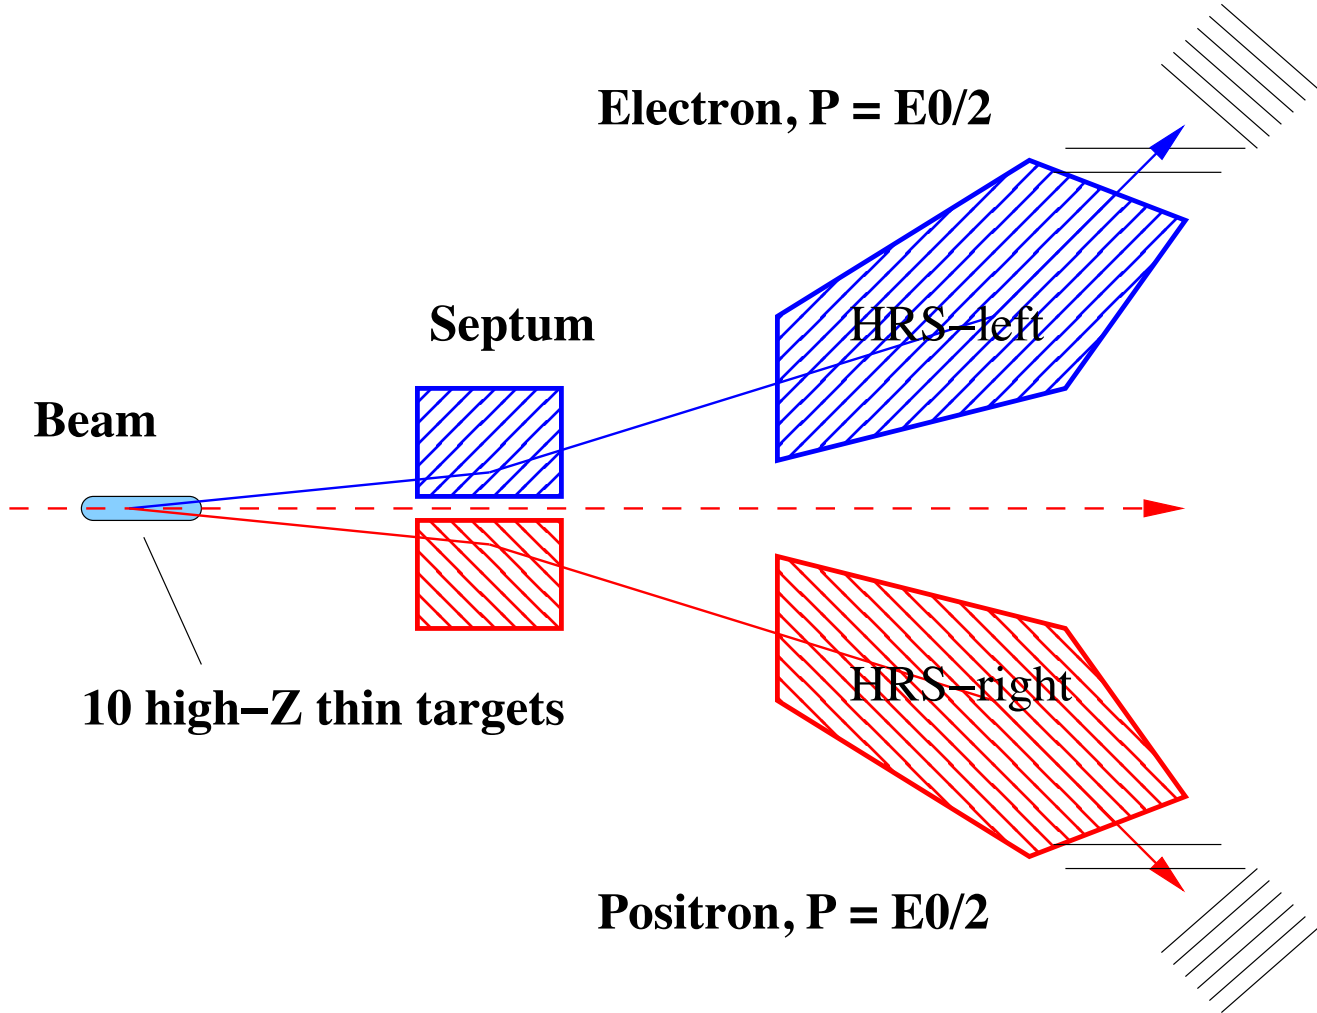 Electron, P = E0/2
HRS−left
Septum
Beam
HRS−right
10 high−Z thin targets
Positron, P = E0/2